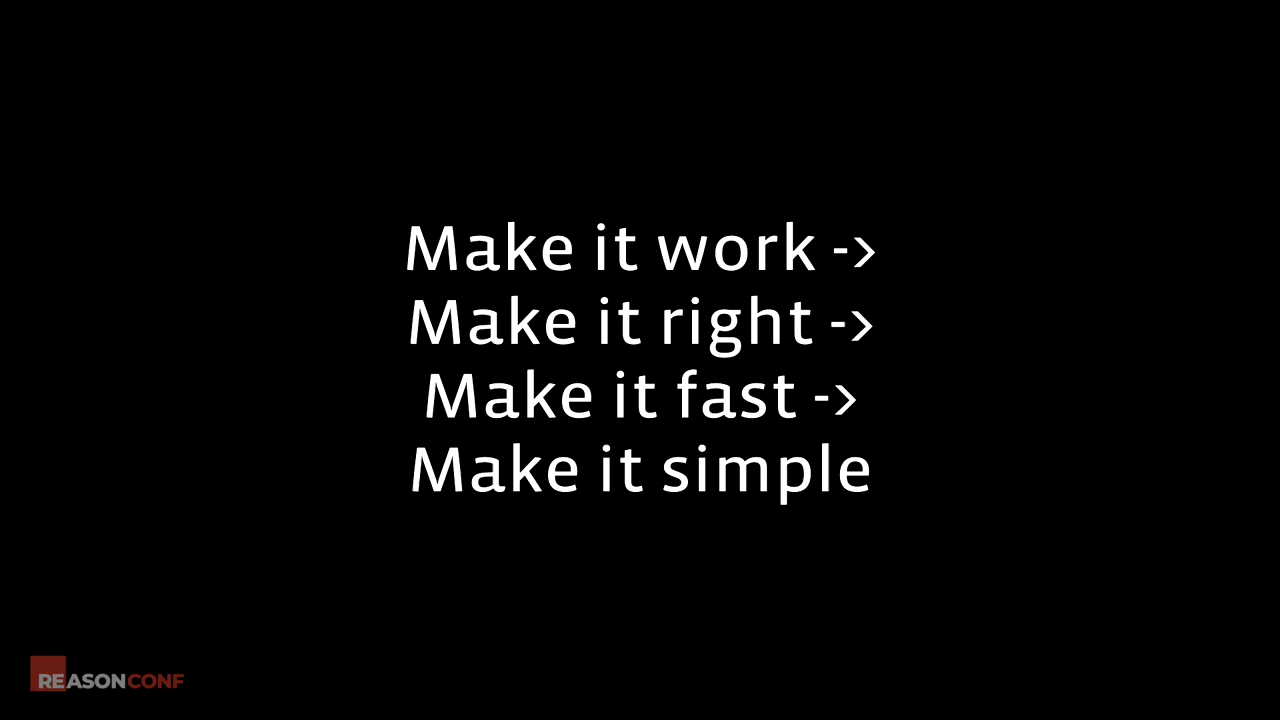 Make it work ->
Make it right ->
Make it fast ->
Make it simple
REASONCONF